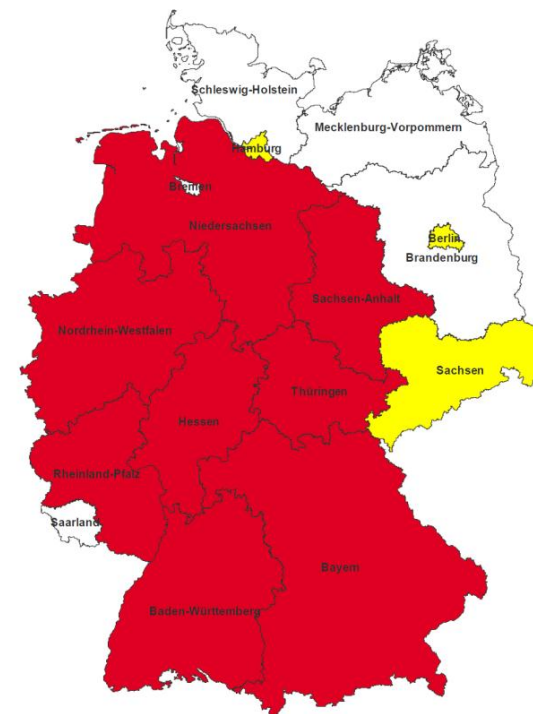 Schleswig-Holstein
Mecklenburg-Vorpommern
Hamburg
Bremen
Niedersachsen
Berlin
Brandenburg
Sachsen-Anhalt
Nordrhein-Westfalen
Sachsen
Thüringen
Hessen
Rheinland-Pfalz
Saarland
Bayern
Baden-Württemberg